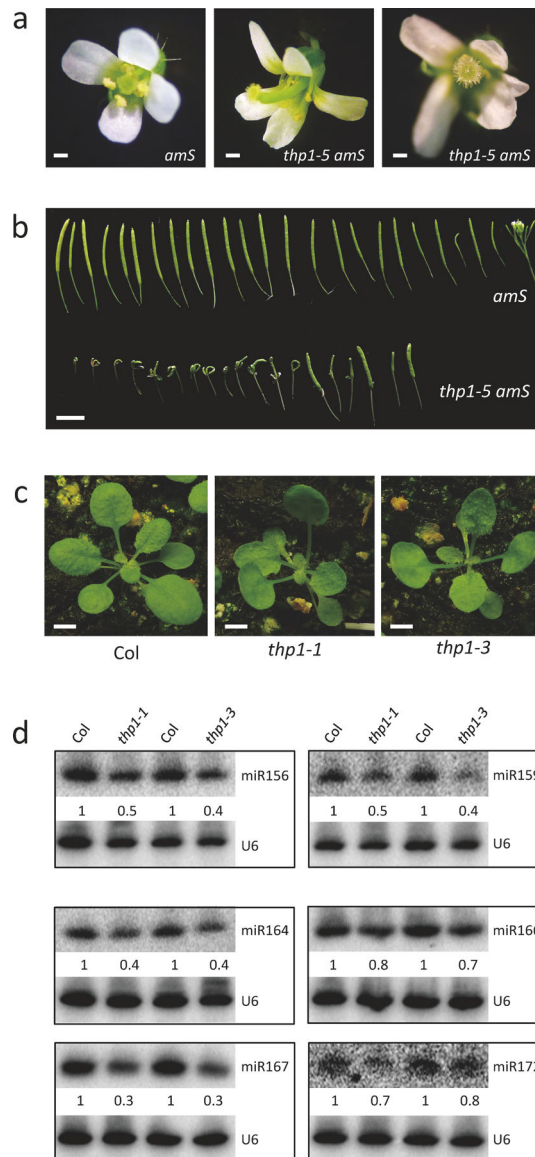 a
amS
thp1-5 amS
thp1-5 amS
b
amS
thp1-5 amS
c
Col
thp1-1
thp1-3
d
Col thp1-1 Col thp1-3
miR156
1 0.5 1 0.4
U6
Col thp1-1 Col thp1-3
miR159
1 0.5 1 0.4
U6
miR164
1 0.4 1 0.4
U6
miR166
1 0.8 1 0.7
U6
miR167
1 0.3 1 0.3
U6
miR172
1 0.7 1 0.8
U6